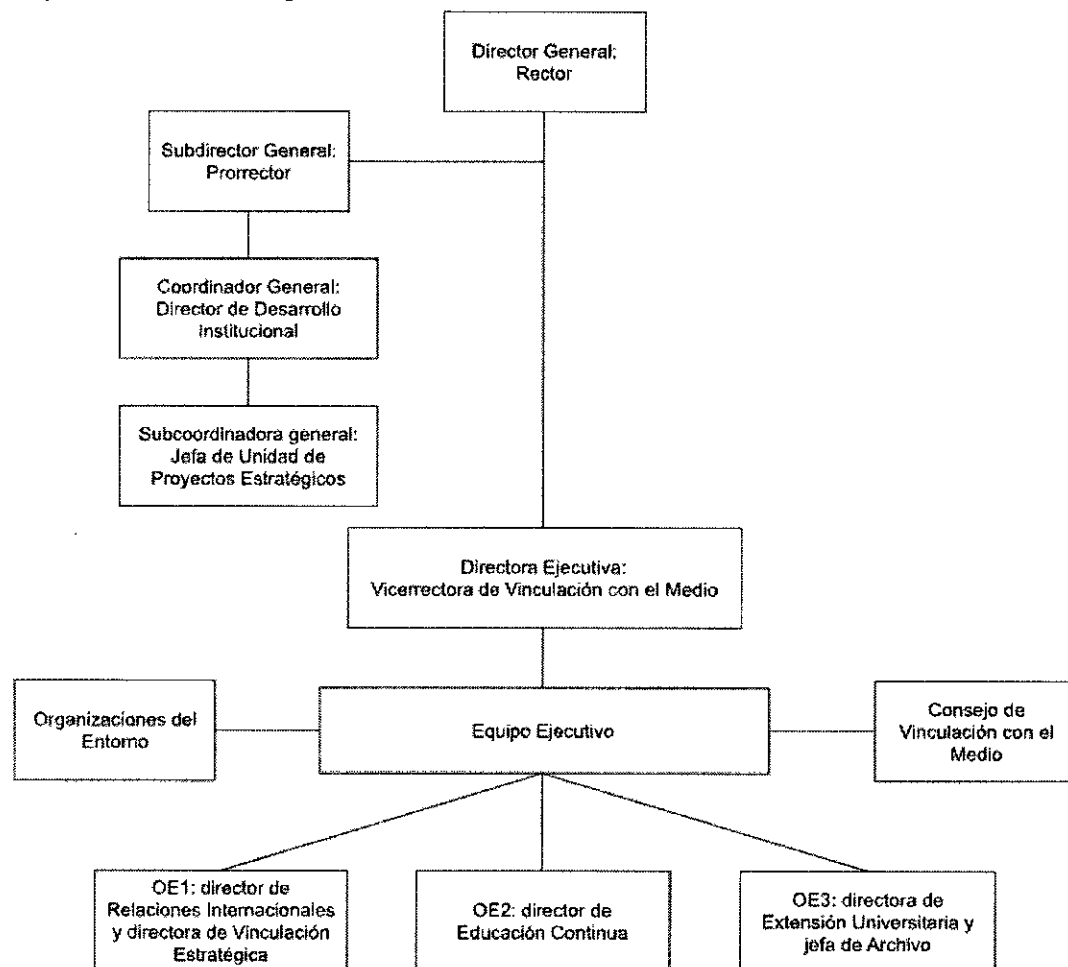 Director General:
Rector
Subdirector General:
Prorrector
Coordinador General:
Director de Desarrollo
Institucional
Subcoordinadora general:
Jefa de Unidad de
Proyectos Estratégicos
Directora Ejecutiva:
Vicerrectora de Vinculación con el Medio
Organizaciones del
Entorno
Equipo Ejecutivo
Consejo de
Vinculación con el
Medio
OE1: director de
Relaciones Internacionales
y directora de Vinculación
Estratégica
OE2: director de
Educación Continua
OE3: directora de
Extensión Universitaria y
jefa de Archivo